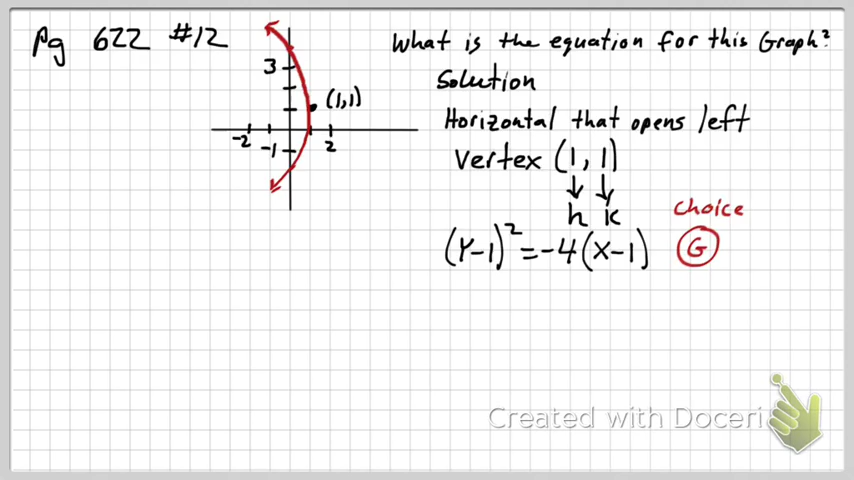 Pg 622 #12
What is the equation for this Graph?
Solution
Horizontal that opens left
Vertex (1, 1)
h k
(Y-1)² = -4(X-1)
choice
G
3
(1,1)
-2
-1
2
Created with Doceri